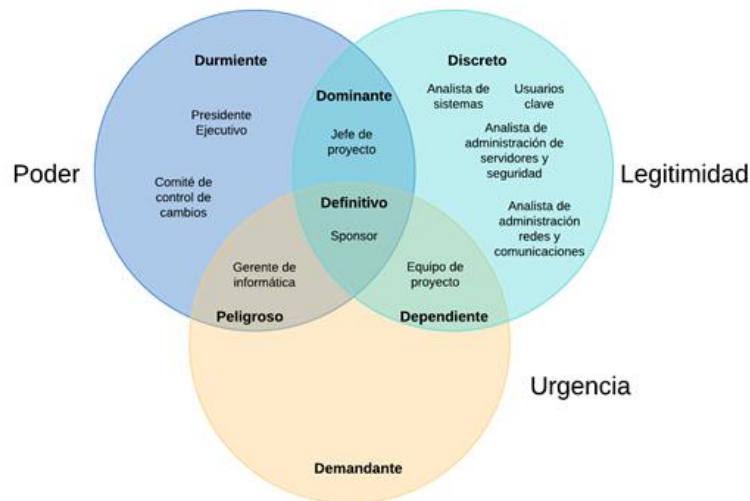 Durmiente
Discreto
Analista de
sistemas
Usuarios
clave
Dominante
Presidente
Ejecutivo
Jefe de
proyecto
Analista de
administración de
servidores y
seguridad
Poder
Legitimidad
Comité de
control de
cambios
Definitivo
Sponsor
Analista de
administración
redes y
comunicaciones
Gerente de
informática
Equipo de
proyecto
Peligroso
Dependiente
Urgencia
Demandante